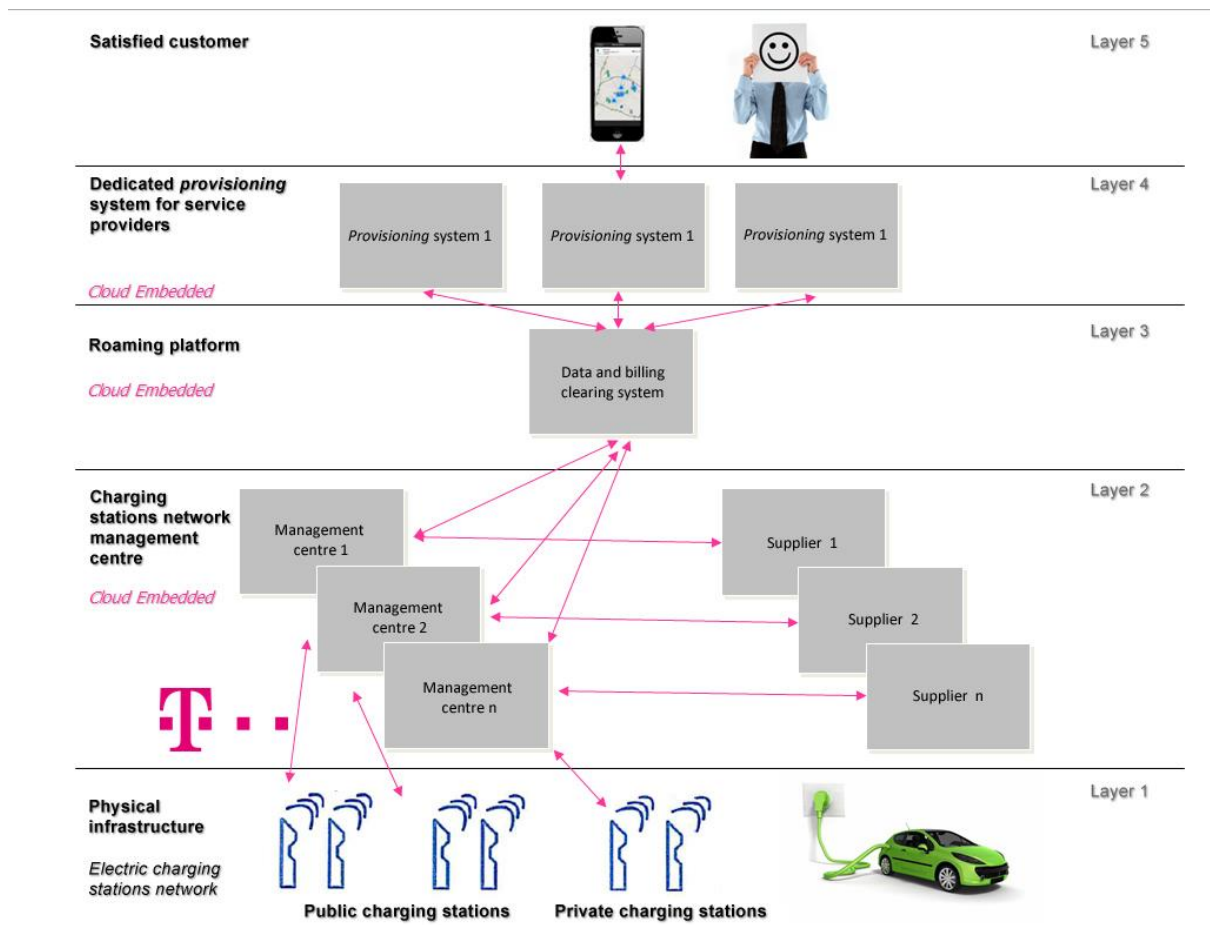 Satisfied customer
Layer 5
Dedicated provisioning
system for service
providers
Layer 4
Provisioning system 1
Provisioning system 1
Provisioning system 1
Cloud Embedded
Roaming platform
Layer 3
Cloud Embedded
Data and billing
clearing system
Charging
stations network
management
centre
Layer 2
Cloud Embedded
Management
centre 1
Supplier 1
Management
centre 2
Supplier 2
Management
centre n
Supplier n
T
Physical
infrastructure
Layer 1
Electric charging
stations network
Public charging stations
Private charging stations